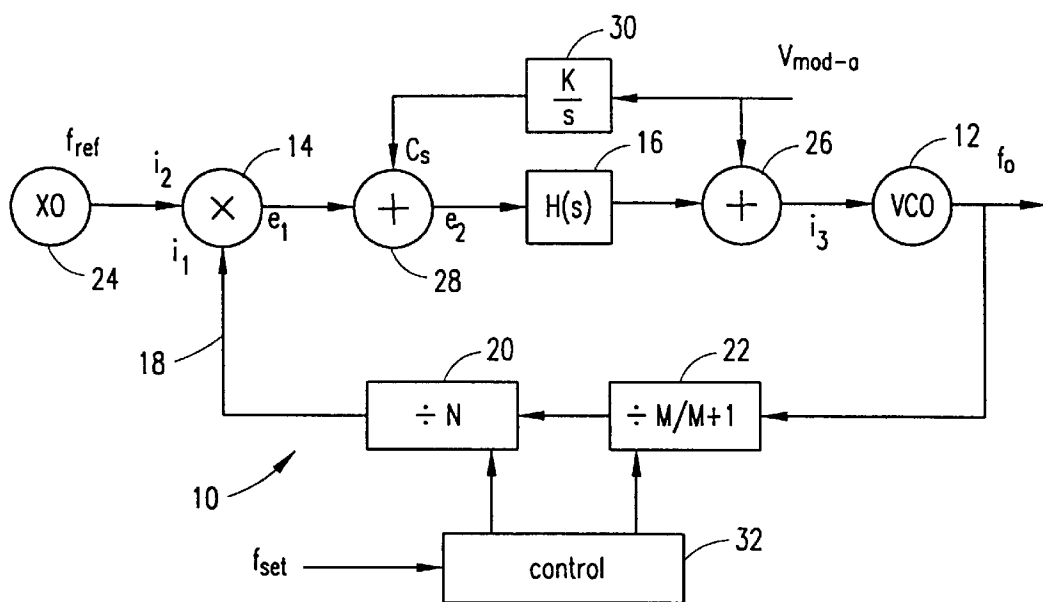 30
V_mod-a
K
s
f_ref
i_2
14
C_s
16
26
12
f_o
XO
×
e_1
+
e_2
H(s)
+
i_3
VCO
i_1
24
28
18
20
22
÷ N
÷ M/M+1
10
32
f_set
control